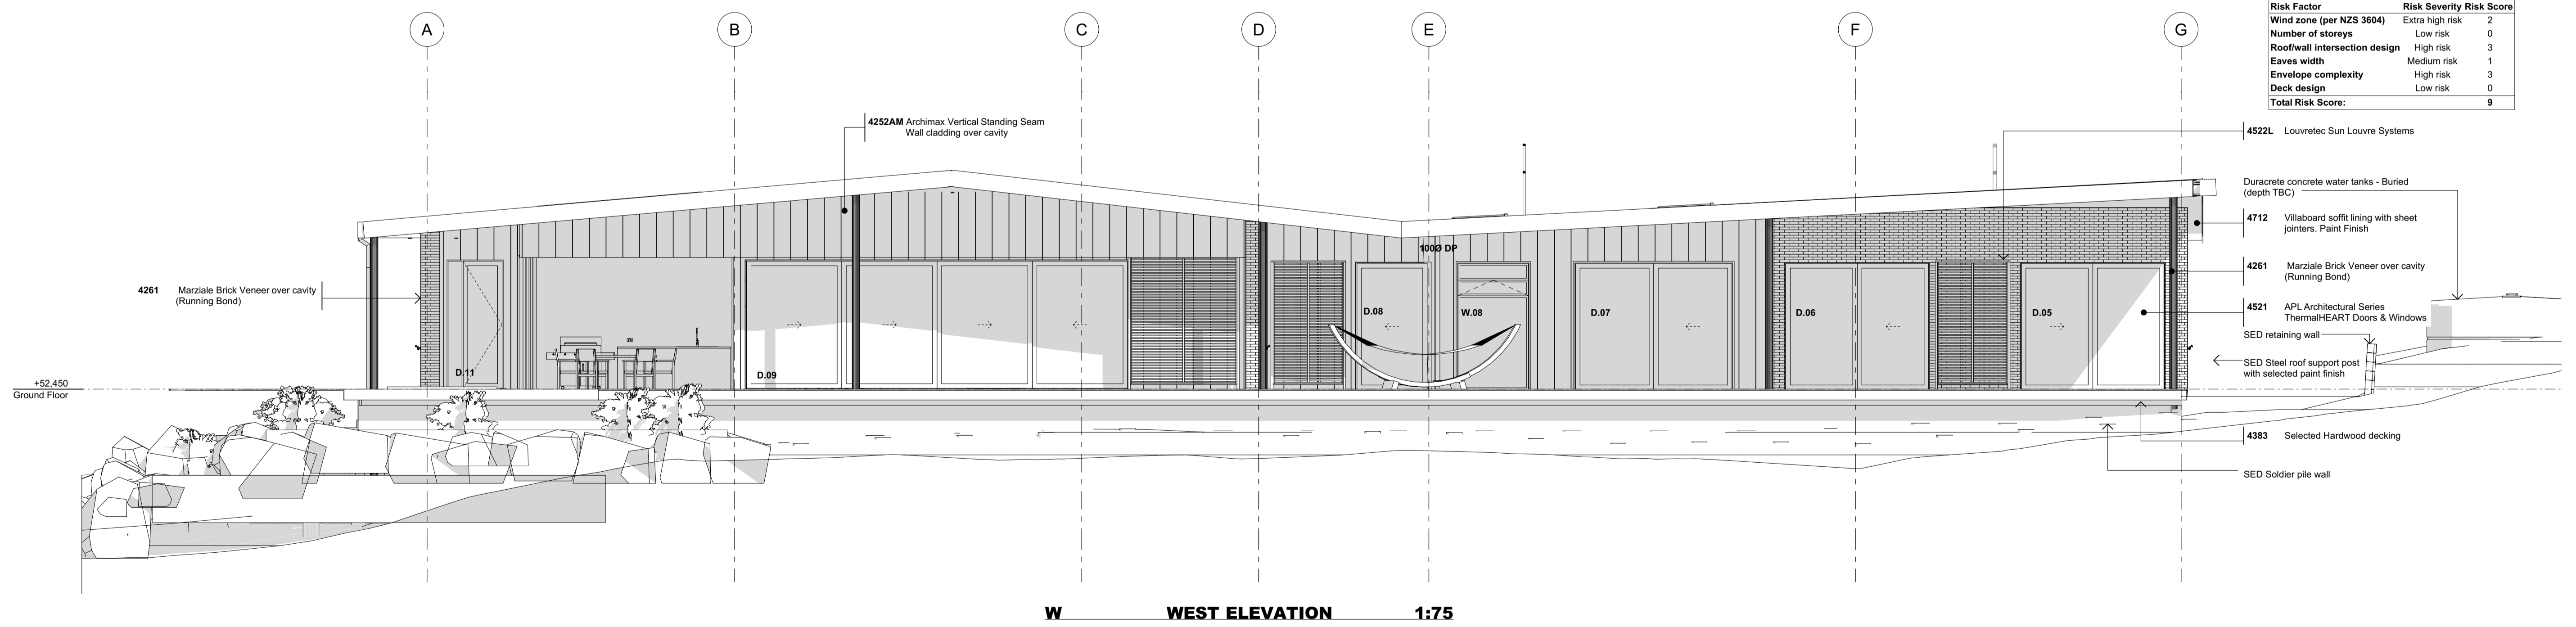 A B C D E F G
Risk Factor Risk Severity Risk Score
Wind zone (per NZS 3604) Extra high risk 2
Number of storeys Low risk 0
Roof/wall intersection design High risk 3
Eaves width Medium risk 1
Envelope complexity High risk 3
Deck design Low risk 0
Total Risk Score: 9
4252AM Archimax Vertical Standing Seam
Wall cladding over cavity
4522L Louvretec Sun Louvre Systems
Duracrete concrete water tanks - Buried
(depth TBC)
4712 Villaboard soffit lining with sheet
jointers. Paint Finish
100Ø DP
4261 Marziale Brick Veneer over cavity
(Running Bond)
4261 Marziale Brick Veneer over cavity
(Running Bond)
4521 APL Architectural Series
ThermalHEART Doors & Windows
D.11
D.09
D.08
W.08
D.07
D.06
D.05
SED retaining wall
SED Steel roof support post
with selected paint finish
+52,450
Ground Floor
4383 Selected Hardwood decking
SED Soldier pile wall
W WEST ELEVATION 1:75